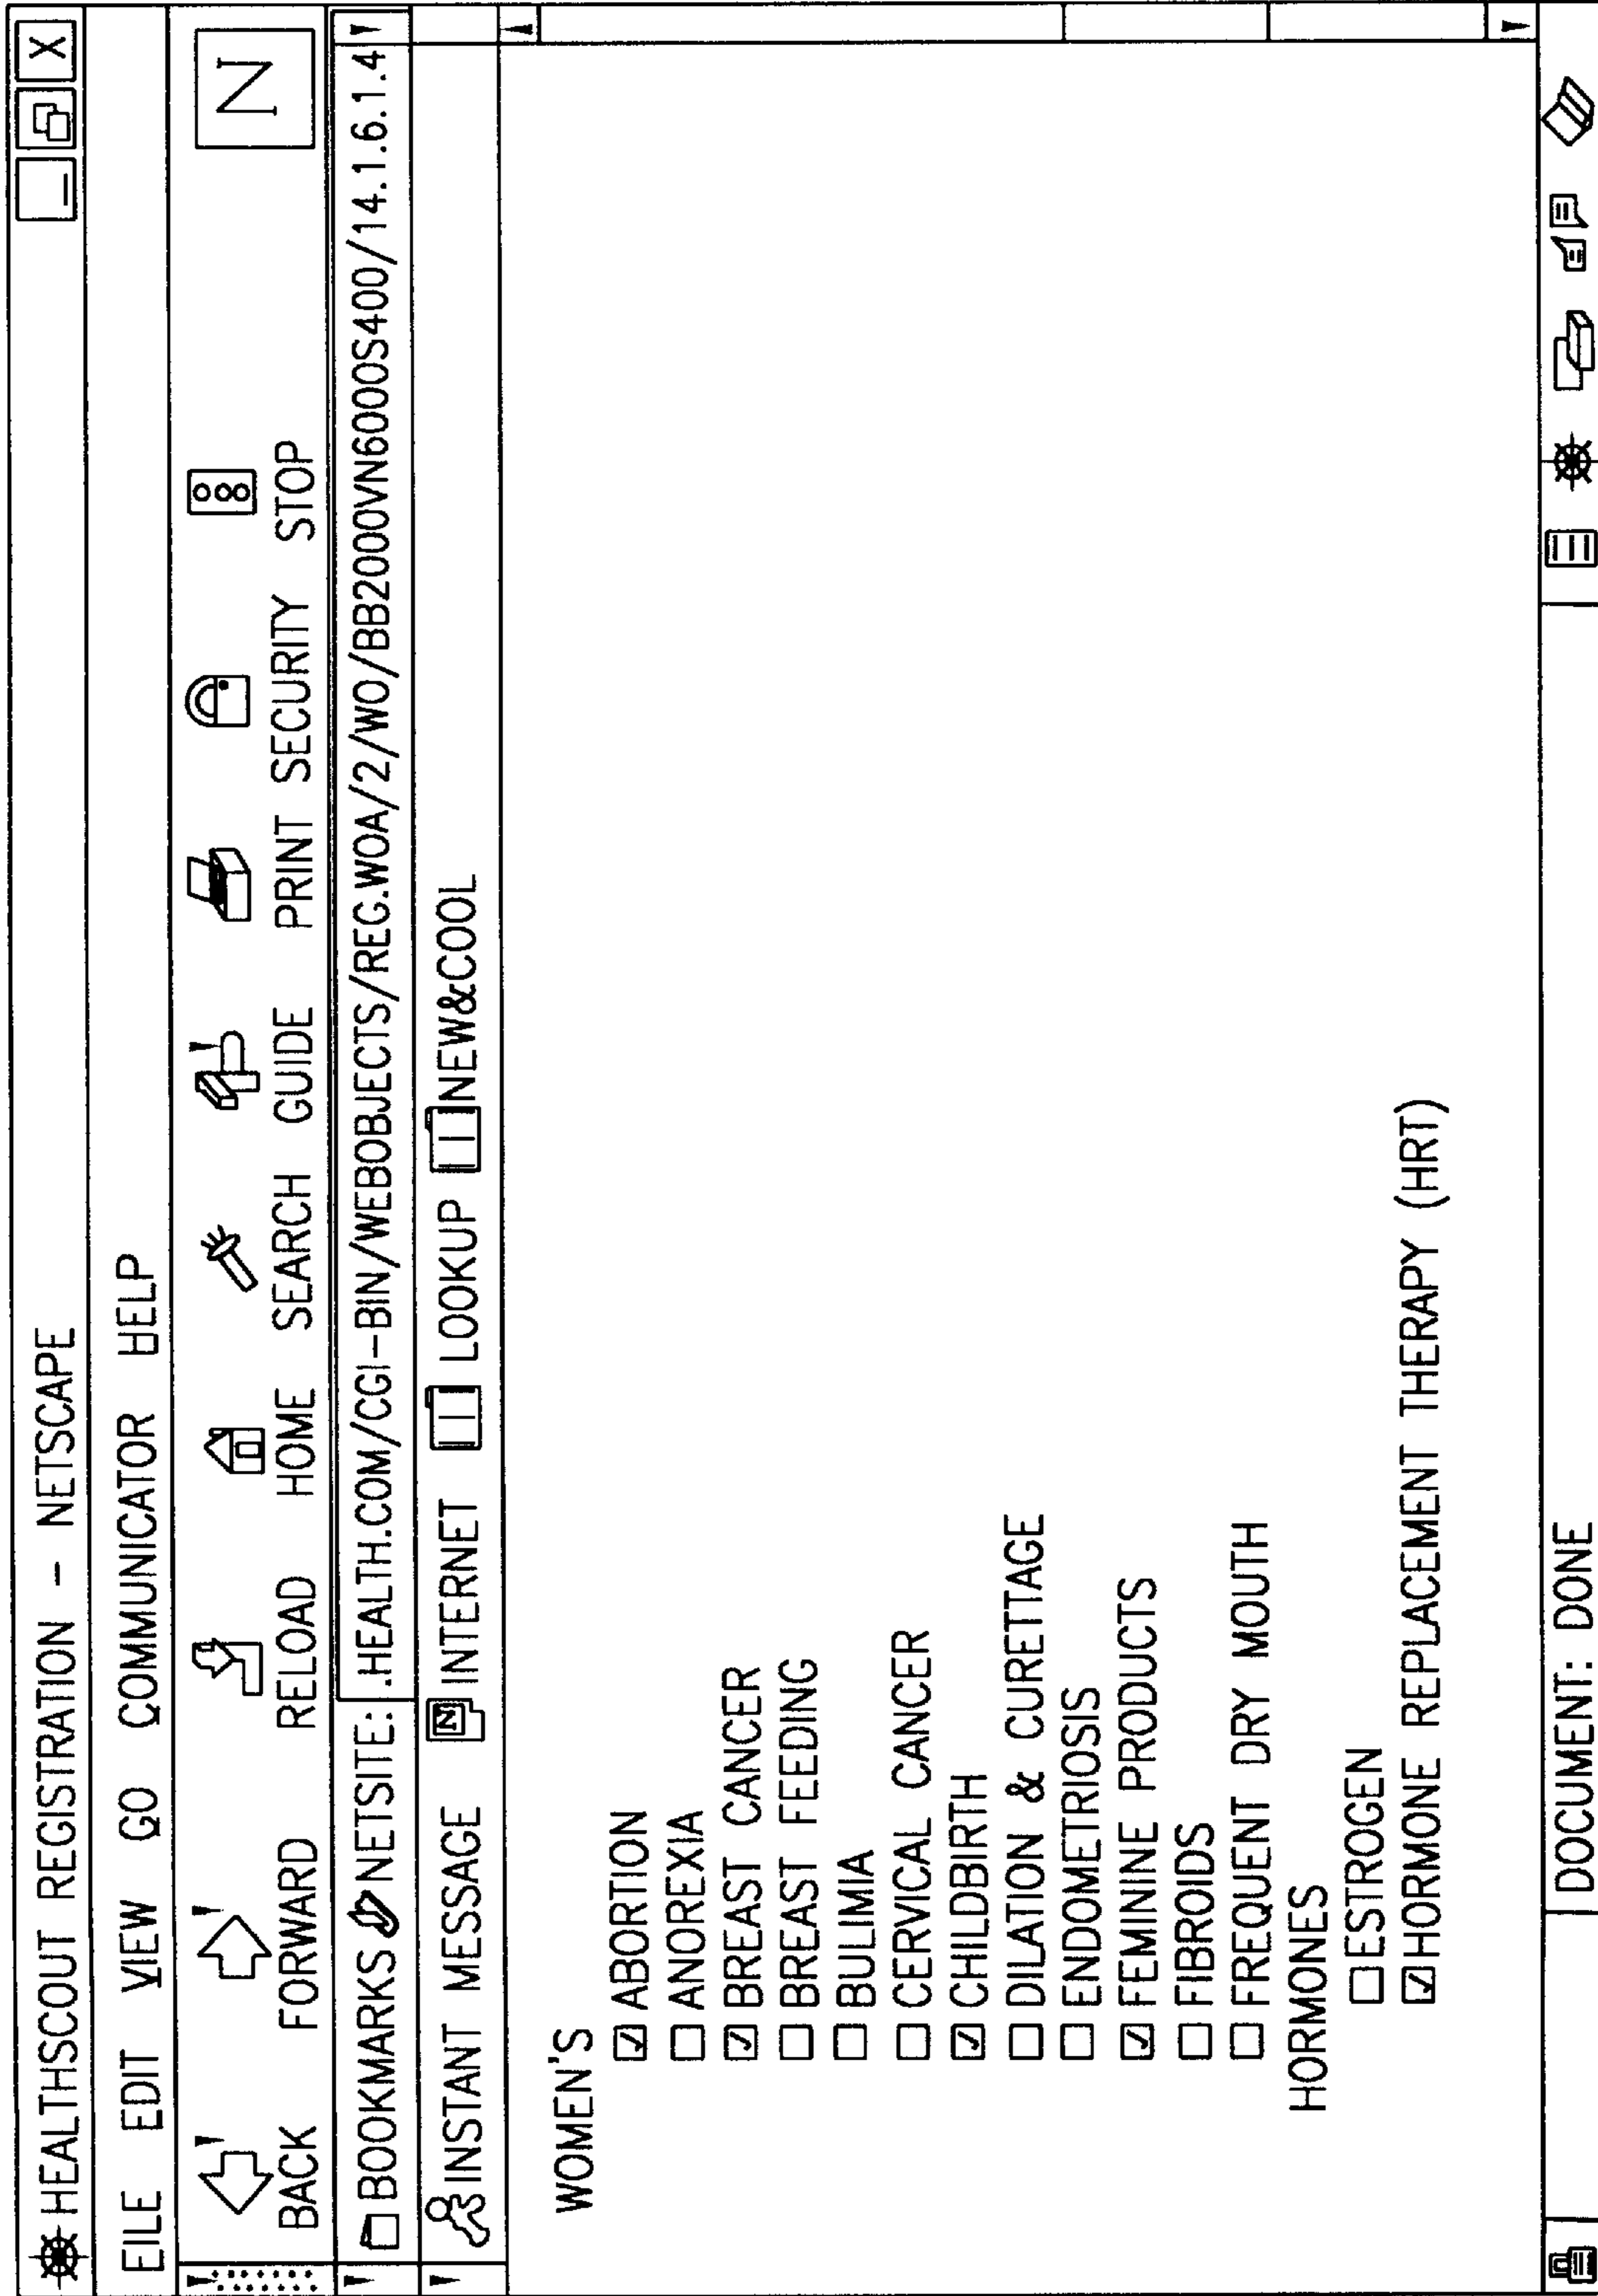 HEALTHSCOUT REGISTRATION - NETSCAPE
FILE EDIT VIEW GO COMMUNICATOR HELP
N
BACK FORWARD RELOAD HOME SEARCH GUIDE PRINT SECURITY STOP
BOOKMARKS NETSITE: .HEALTH.COM/CGI-BIN/WEBOBJECTS/REG.WOA/2/WO/BB200VN6000S400/14.1.6.1.4
INSTANT MESSAGE N INTERNET LOOKUP NEW&COOL
WOMEN'S
ABORTION
ANOREXIA
BREAST CANCER
BREAST FEEDING
BULIMIA
CERVICAL CANCER
CHILDBIRTH
DILATION & CURETTAGE
ENDOMETRIOSIS
FEMININE PRODUCTS
FIBROIDS
FREQUENT DRY MOUTH
HORMONES
ESTROGEN
HORMONE REPLACEMENT THERAPY (HRT)
DOCUMENT: DONE